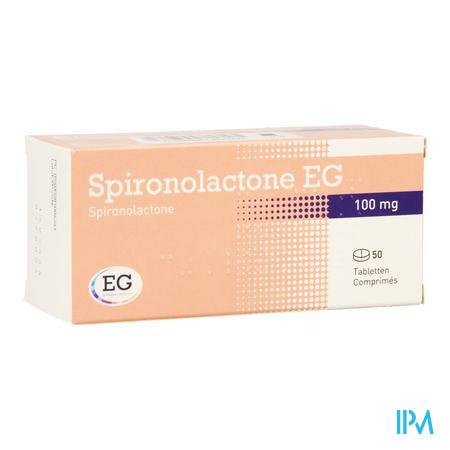 Spironolactone EG
Spironolactone
100 mg
50
Tabletten
Comprimés
EG
IPM